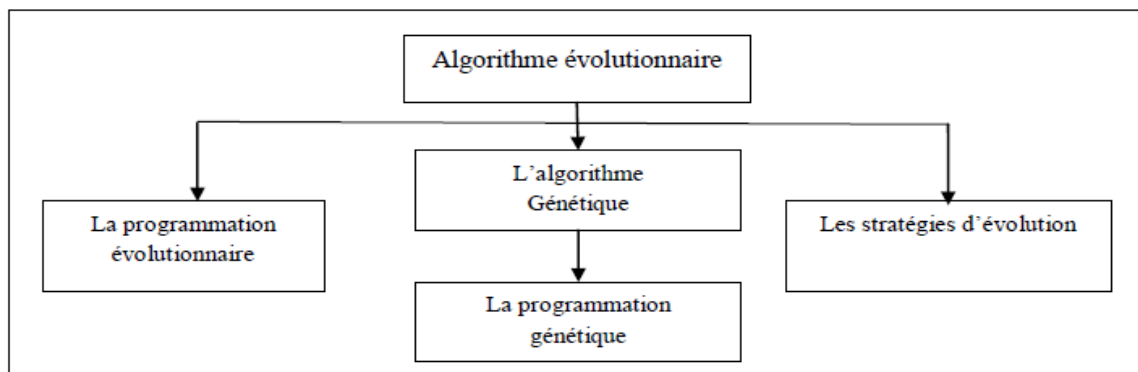 Algorithme évolutionnaire
L’algorithme
Génétique
La programmation
évolutionnaire
Les stratégies d’évolution
La programmation
génétique